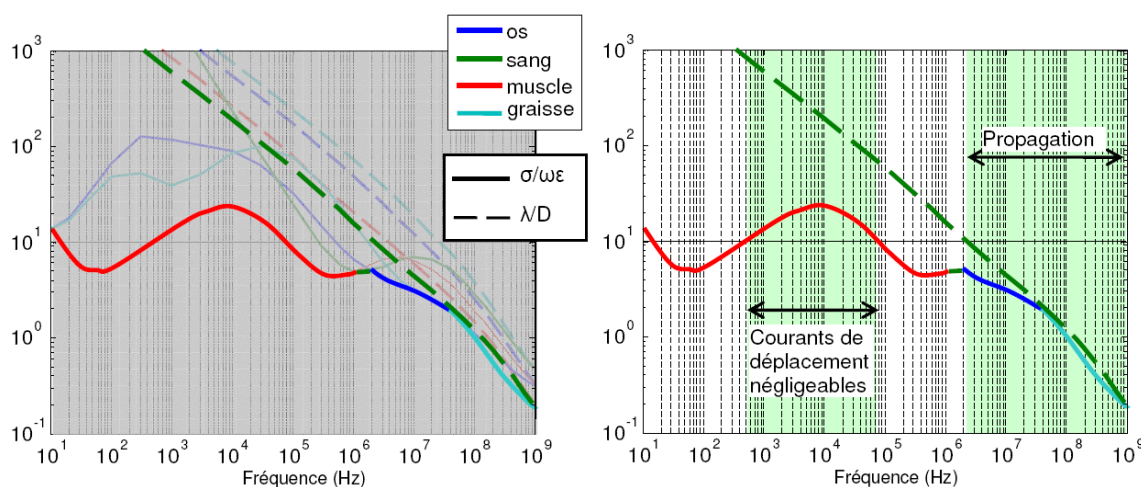 os
sang
muscle
graisse
σ/ωε
λ/D
10^3
10^2
10^1
10^0
10^-1
10^1 10^2 10^3 10^4 10^5 10^6 10^7 10^8 10^9
Fréquence (Hz)
10^3
10^2
10^1
10^0
10^-1
Propagation
Courants de
déplacement
négligeables
10^1 10^2 10^3 10^4 10^5 10^6 10^7 10^8 10^9
Fréquence (Hz)